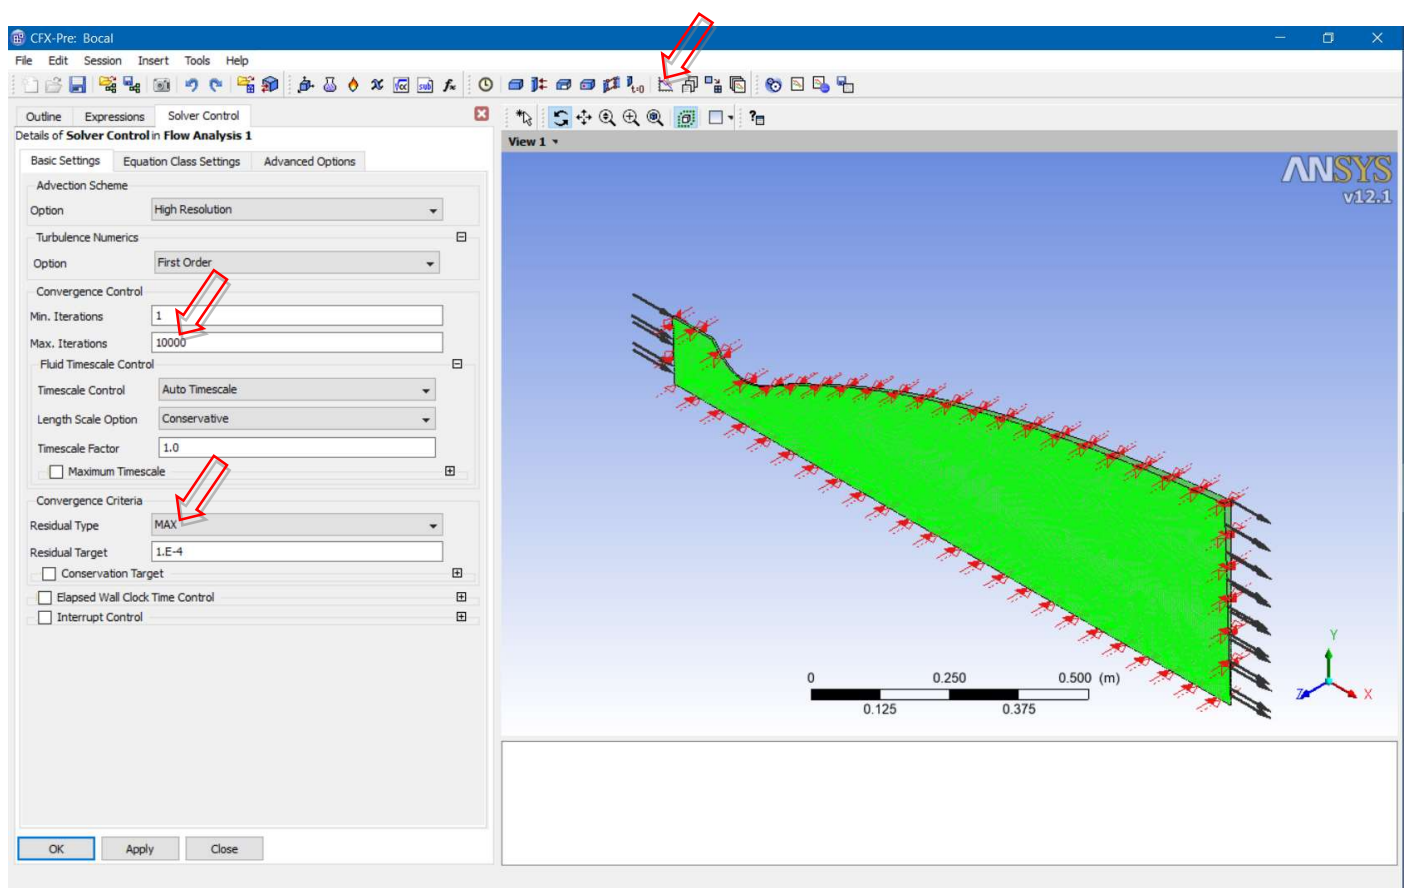 CFX-Pre: Bocal
File Edit Session Insert Tools Help
Outline Expressions Solver Control
Details of Solver Control in Flow Analysis 1
Basic Settings Equation Class Settings Advanced Options
Advection Scheme
Option High Resolution
Turbulence Numerics
Option First Order
Convergence Control
Min. Iterations 1
Max. Iterations 10000
Fluid Timescale Control
Timescale Control Auto Timescale
Length Scale Option Conservative
Timescale Factor 1.0
Maximum Timescale
Convergence Criteria
Residual Type MAX
Residual Target 1.E-4
Conservation Target
Elapsed Wall Clock Time Control
Interrupt Control
OK Apply Close
View 1
ANSYS
v12.1
0 0.250 0.500 (m)
0.125 0.375
Y
Z X